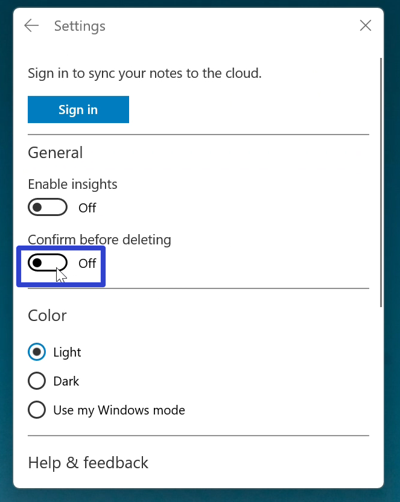 Settings
Sign in to sync your notes to the cloud.
Sign in
General
Enable insights
Off
Confirm before deleting
Off
Color
Light
Dark
Use my Windows mode
Help & feedback